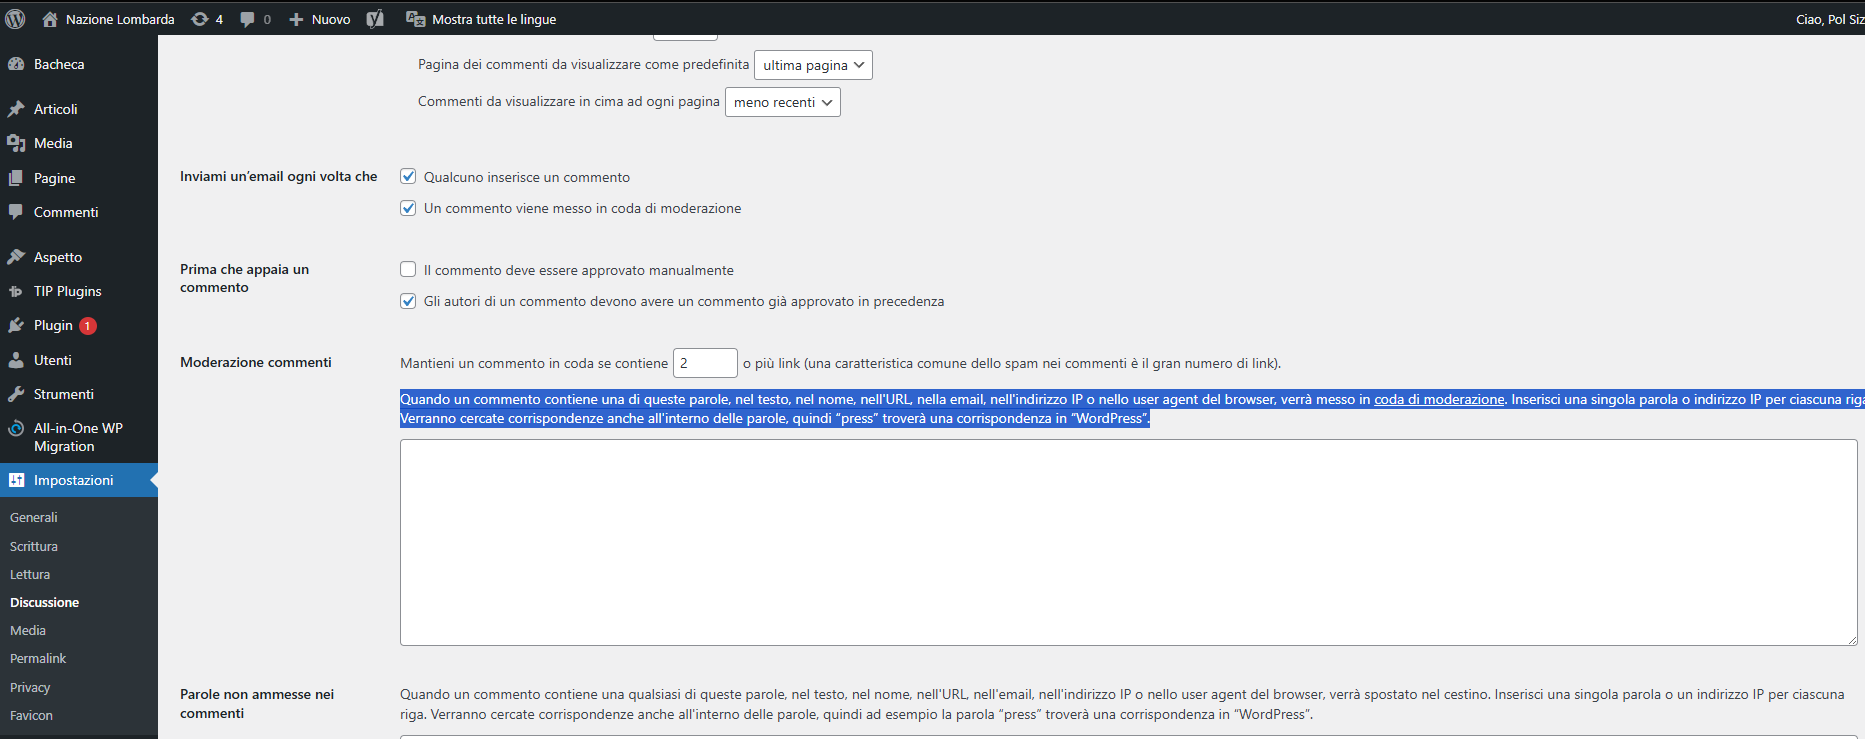 Nazione Lombarda 4 0 Nuovo Mostra tutte le lingue Ciao, Pol Siz
Bacheca
Articoli
Media
Pagine
Commenti
Aspetto
TIP Plugins
Plugin 1
Utenti
Strumenti
All-in-One WP
Migration
Impostazioni
Generali
Scrittura
Lettura
Discussione
Media
Permalink
Privacy
Favicon
Pagina dei commenti da visualizzare come predefinita ultima pagina
Commenti da visualizzare in cima ad ogni pagina meno recenti
Inviami un'email ogni volta che
Qualcuno inserisce un commento
Un commento viene messo in coda di moderazione
Prima che appaia un
commento
Il commento deve essere approvato manualmente
Gli autori di un commento devono avere un commento già approvato in precedenza
Moderazione commenti
Mantieni un commento in coda se contiene 2 o più link (una caratteristica comune dello spam nei commenti è il gran numero di link).
Quando un commento contiene una di queste parole, nel testo, nel nome, nell'URL, nella email, nell'indirizzo IP o nello user agent del browser, verrà messo in coda di moderazione. Inserisci una singola parola o indirizzo IP per ciascuna riga
Verranno cercate corrispondenze anche all'interno delle parole, quindi “press” troverà una corrispondenza in “WordPress”.
Parole non ammesse nei
commenti
Quando un commento contiene una qualsiasi di queste parole, nel testo, nel nome, nell'URL, nell'email, nell'indirizzo IP o nello user agent del browser, verrà spostato nel cestino. Inserisci una singola parola o un indirizzo IP per ciascuna
riga. Verranno cercate corrispondenze anche all'interno delle parole, quindi ad esempio la parola “press” troverà una corrispondenza in “WordPress”.